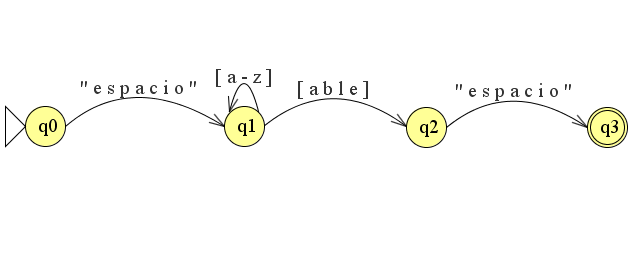 "espacio"
[a-z]
[able]
"espacio"
q0
q1
q2
q3